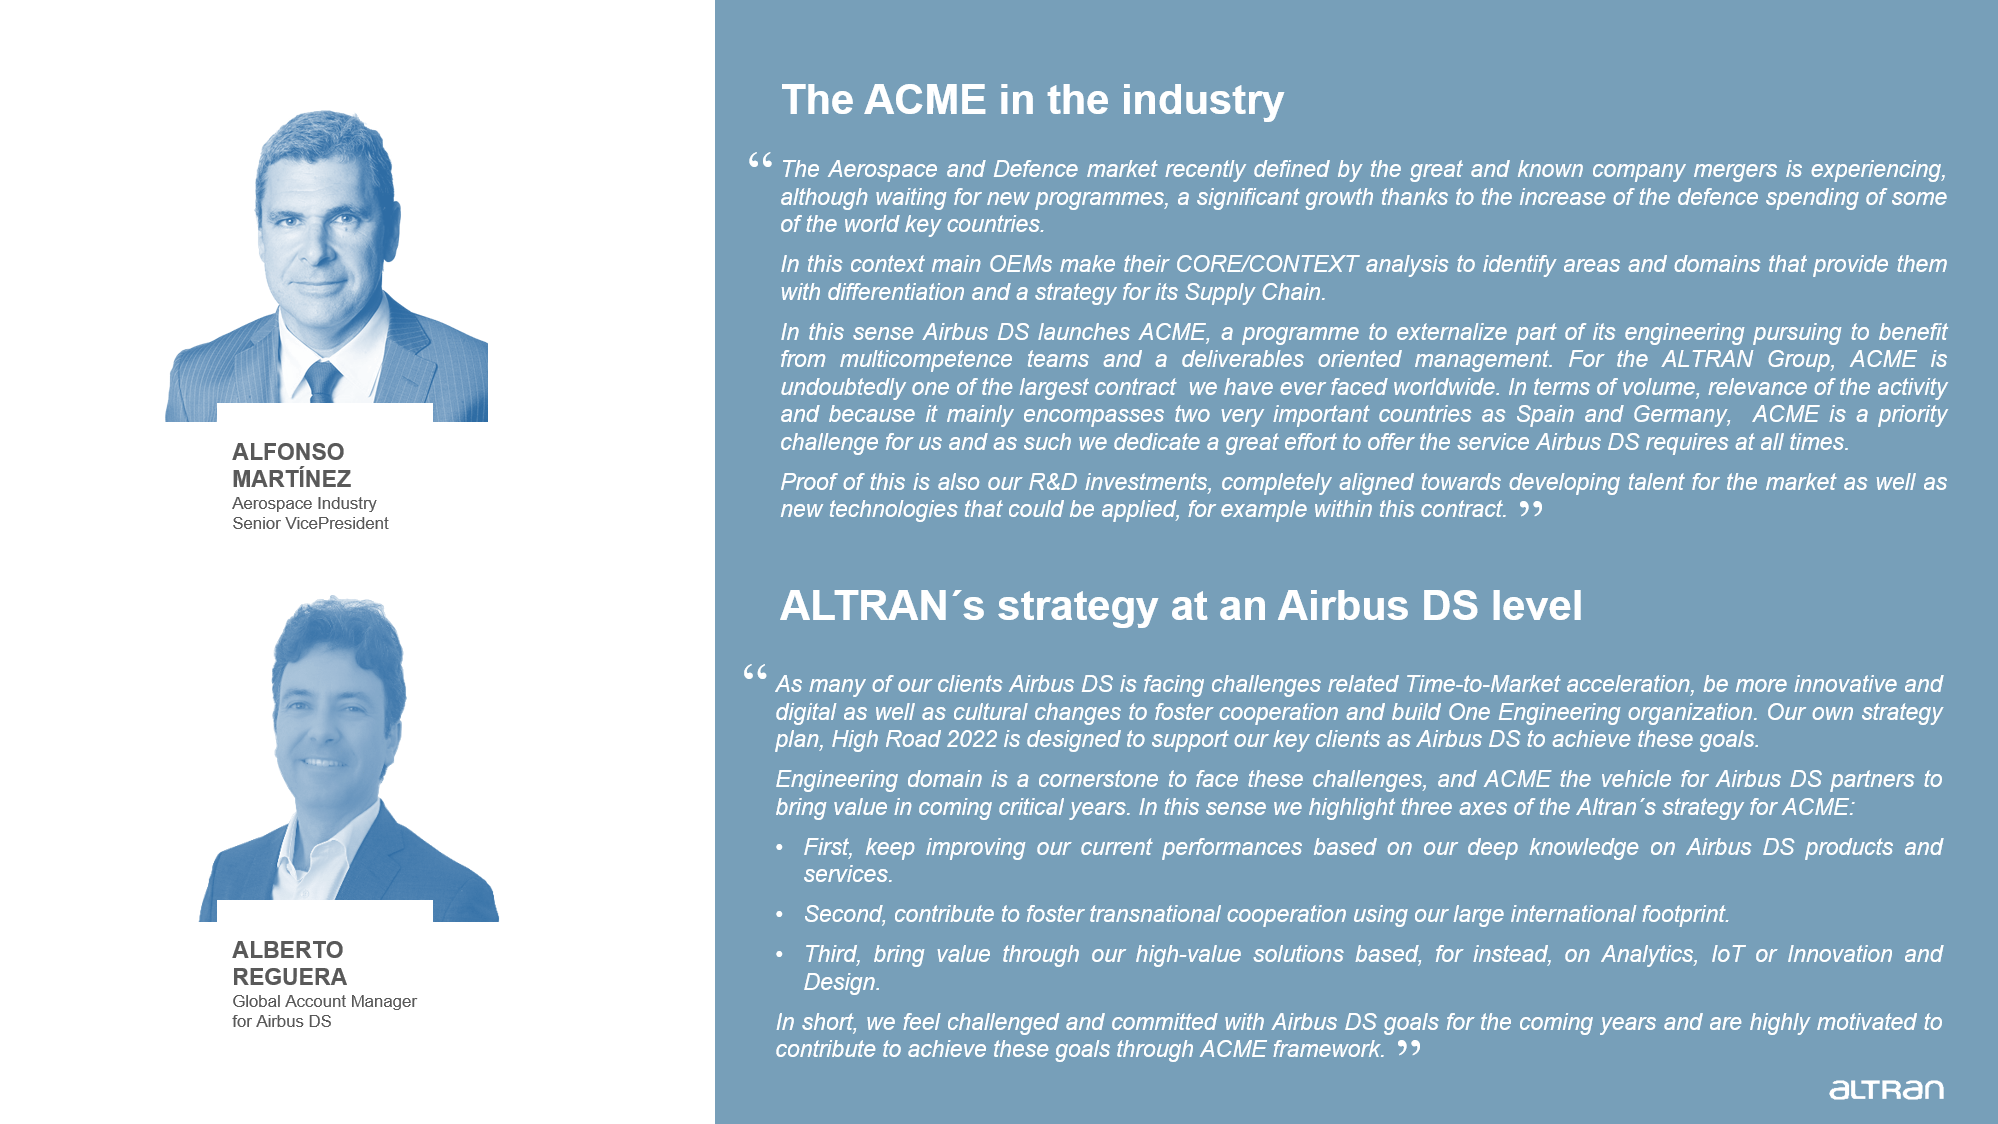 ALFONSO
MARTÍNEZ
Aerospace Industry
Senior VicePresident
ALBERTO
REGUERA
Global Account Manager
for Airbus DS
The ACME in the industry
“ The Aerospace and Defence market recently defined by the great and known company mergers is experiencing,
although waiting for new programmes, a significant growth thanks to the increase of the defence spending of some
of the world key countries.
In this context main OEMs make their CORE/CONTEXT analysis to identify areas and domains that provide them
with differentiation and a strategy for its Supply Chain.
In this sense Airbus DS launches ACME, a programme to externalize part of its engineering pursuing to benefit
from multicompetence teams and a deliverables oriented management. For the ALTRAN Group, ACME is
undoubtedly one of the largest contract we have ever faced worldwide. In terms of volume, relevance of the activity
and because it mainly encompasses two very important countries as Spain and Germany, ACME is a priority
challenge for us and as such we dedicate a great effort to offer the service Airbus DS requires at all times.
Proof of this is also our R&D investments, completely aligned towards developing talent for the market as well as
new technologies that could be applied, for example within this contract. ”
ALTRAN´s strategy at an Airbus DS level
“ As many of our clients Airbus DS is facing challenges related Time-to-Market acceleration, be more innovative and
digital as well as cultural changes to foster cooperation and build One Engineering organization. Our own strategy
plan, High Road 2022 is designed to support our key clients as Airbus DS to achieve these goals.
Engineering domain is a cornerstone to face these challenges, and ACME the vehicle for Airbus DS partners to
bring value in coming critical years. In this sense we highlight three axes of the Altran´s strategy for ACME:
• First, keep improving our current performances based on our deep knowledge on Airbus DS products and
services.
• Second, contribute to foster transnational cooperation using our large international footprint.
• Third, bring value through our high-value solutions based, for instead, on Analytics, IoT or Innovation and
Design.
In short, we feel challenged and committed with Airbus DS goals for the coming years and are highly motivated to
contribute to achieve these goals through ACME framework. ”
aLTRan